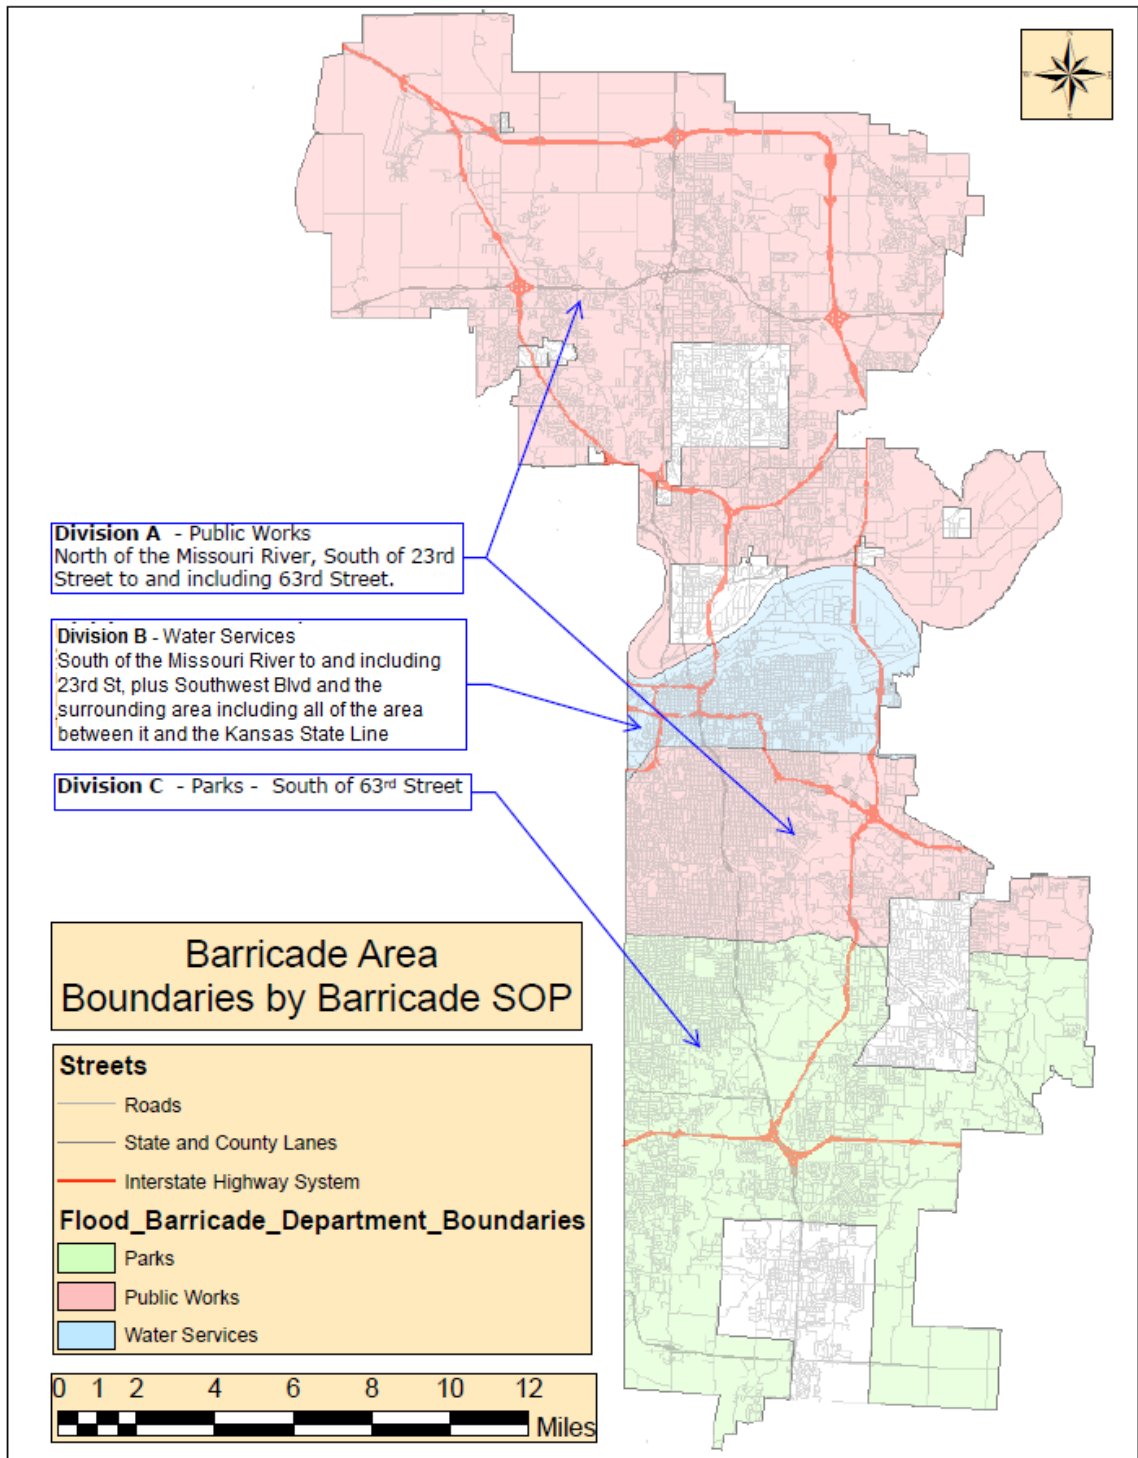 Division A - Public Works
North of the Missouri River, South of 23rd
Street to and including 63rd Street.
Division B - Water Services
South of the Missouri River to and including
23rd St, plus Southwest Blvd and the
surrounding area including all of the area
between it and the Kansas State Line
Division C - Parks - South of 63rd Street
Barricade Area
Boundaries by Barricade SOP
Streets
Roads
State and County Lanes
Interstate Highway System
Flood_Barricade_Department_Boundaries
Parks
Public Works
Water Services
0 1 2 4 6 8 10 12
Miles